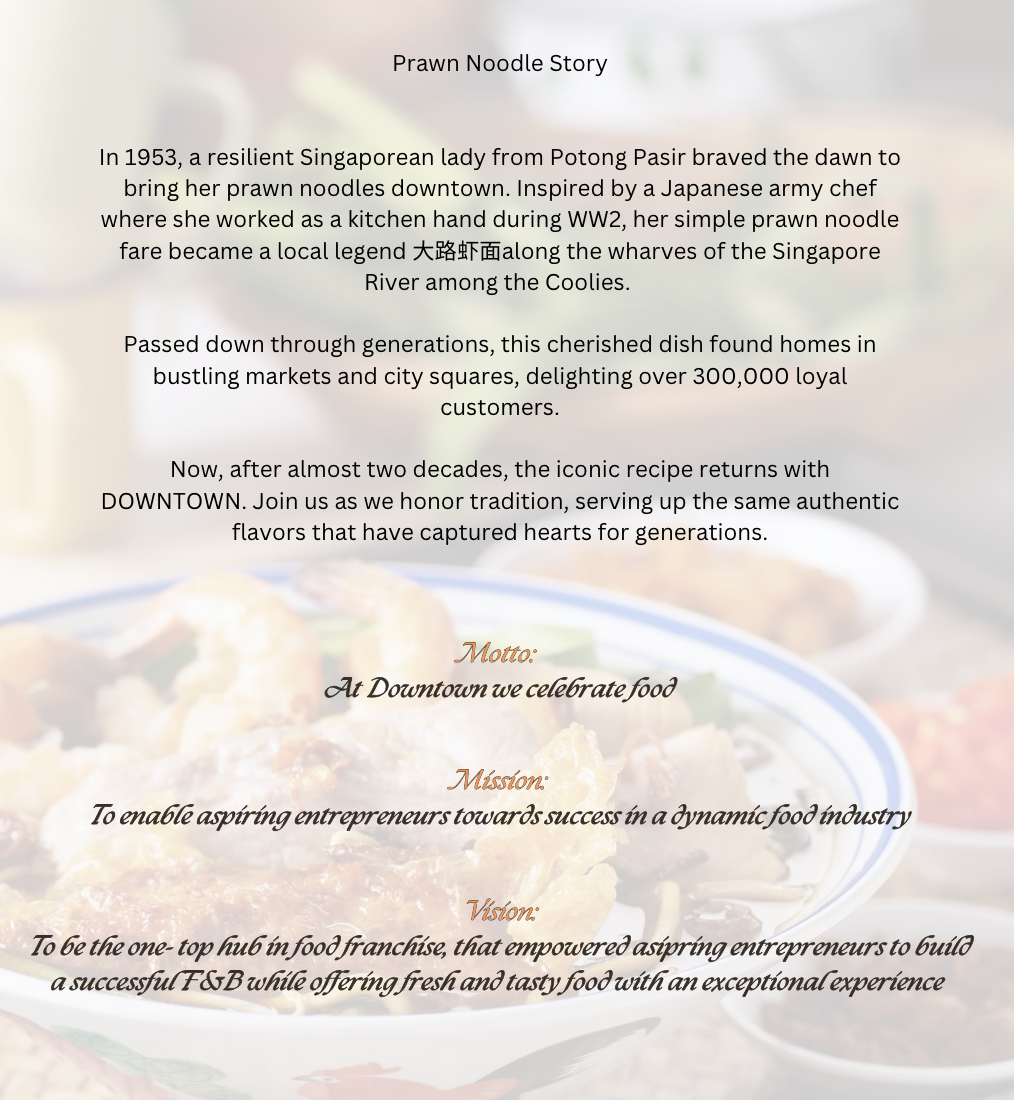 Prawn Noodle Story
In 1953, a resilient Singaporean lady from Potong Pasir braved the dawn to
bring her prawn noodles downtown. Inspired by a Japanese army chef
where she worked as a kitchen hand during WW2, her simple prawn noodle
fare became a local legend 大路虾面along the wharves of the Singapore
River among the Coolies.
Passed down through generations, this cherished dish found homes in
bustling markets and city squares, delighting over 300,000 loyal
customers.
Now, after almost two decades, the iconic recipe returns with
DOWNTOWN. Join us as we honor tradition, serving up the same authentic
flavors that have captured hearts for generations.
Motto:
At Downtown we celebrate food
Mission:
To enable aspiring entrepreneurs towards success in a dynamic food industry
Vision:
To be the one- top hub in food franchise, that empowered asipring entrepreneurs to build
a successful F&B while offering fresh and tasty food with an exceptional experience